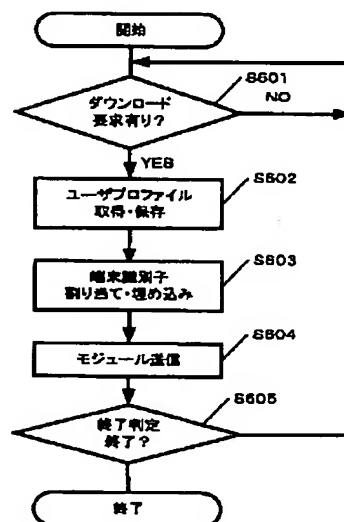 開始
S601
ダウンロード
要求有り?
NO
YES
S602
ユーザプロファイル
取得・保存
S603
端末識別子
割り当て・埋め込み
S604
モジュール送信
S605
終了判定
終了?
終了